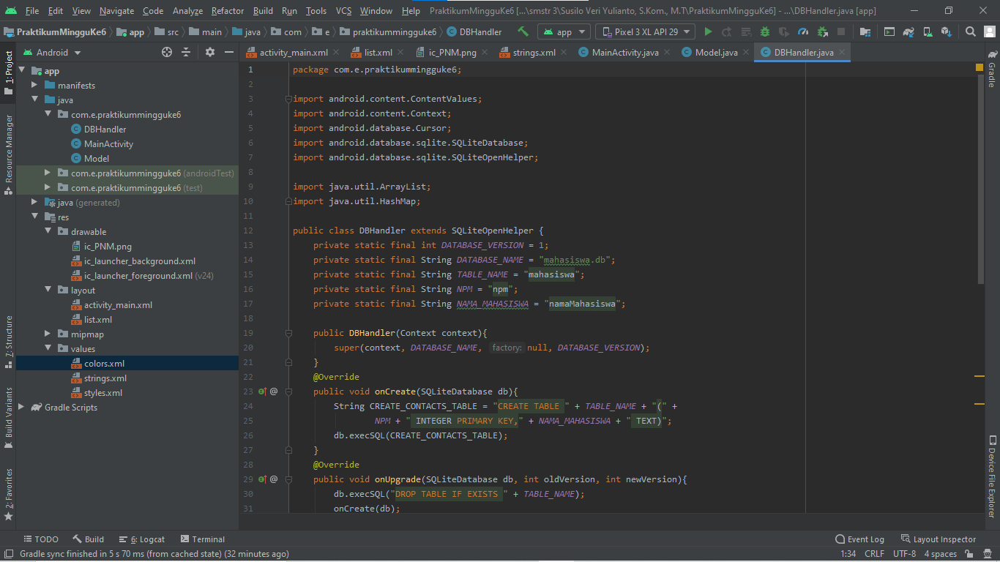 File Edit View Navigate Code Analyze Refactor Build Run Tools VCS Window Help PraktikumMingguKe6 [...\smstr 3\Susilo Veri Yulianto, S.Kom., M.T\PraktikumMingguKe6] - ...\DBHandler.java [app]
PraktikumMingguKe6 app src main java com e praktikummingguke6 DBHandler app Pixel 3 XL API 29
Android activity_main.xml list.xml ic_PNM.png strings.xml MainActivity.java Model.java DBHandler.java
1: Project
Resource Manager
Z: Structure
Build Variants
2: Favorites
app
manifests
java
com.e.praktikummingguke6
DBHandler
MainActivity
Model
com.e.praktikummingguke6 (androidTest)
com.e.praktikummingguke6 (test)
java (generated)
res
drawable
ic_PNM.png
ic_launcher_background.xml
ic_launcher_foreground.xml (v24)
layout
activity_main.xml
list.xml
mipmap
values
colors.xml
strings.xml
styles.xml
Gradle Scripts
1 package com.e.praktikummingguke6;
2
3 import android.content.ContentValues;
4 import android.content.Context;
5 import android.database.Cursor;
6 import android.database.sqlite.SQLiteDatabase;
7 import android.database.sqlite.SQLiteOpenHelper;
8
9 import java.util.ArrayList;
10 import java.util.HashMap;
11
12 public class DBHandler extends SQLiteOpenHelper {
13 private static final int DATABASE_VERSION = 1;
14 private static final String DATABASE_NAME = "mahasiswa.db";
15 private static final String TABLE_NAME = "mahasiswa";
16 private static final String NPM = "npm";
17 private static final String NAMA_MAHASISWA = "namaMahasiswa";
18
19 public DBHandler(Context context){
20 super(context, DATABASE_NAME, factory: null, DATABASE_VERSION);
21 }
22 @Override
23 @ public void onCreate(SQLiteDatabase db){
24 String CREATE_CONTACTS_TABLE = "CREATE TABLE " + TABLE_NAME + "(" +
25 NPM + " INTEGER PRIMARY KEY," + NAMA_MAHASISWA + " TEXT)";
26 db.execSQL(CREATE_CONTACTS_TABLE);
27 }
28 @Override
29 @ public void onUpgrade(SQLiteDatabase db, int oldVersion, int newVersion){
30 db.execSQL("DROP TABLE IF EXISTS " + TABLE_NAME);
31 onCreate(db);
Gradle
Device File Explorer
TODO Build 6: Logcat Terminal Event Log Layout Inspector
Gradle sync finished in 5 s 70 ms (from cached state) (32 minutes ago) 1:34 CRLF UTF-8 4 spaces